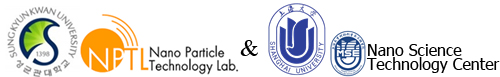 SUNGKYUNKWAN UNIVERSITY
1398
성균관대학교
NPTL
Nano Particle
Technology Lab.
&
上海大学
SHANGHAI UNIVERSITY
Nano Science
Technology Center